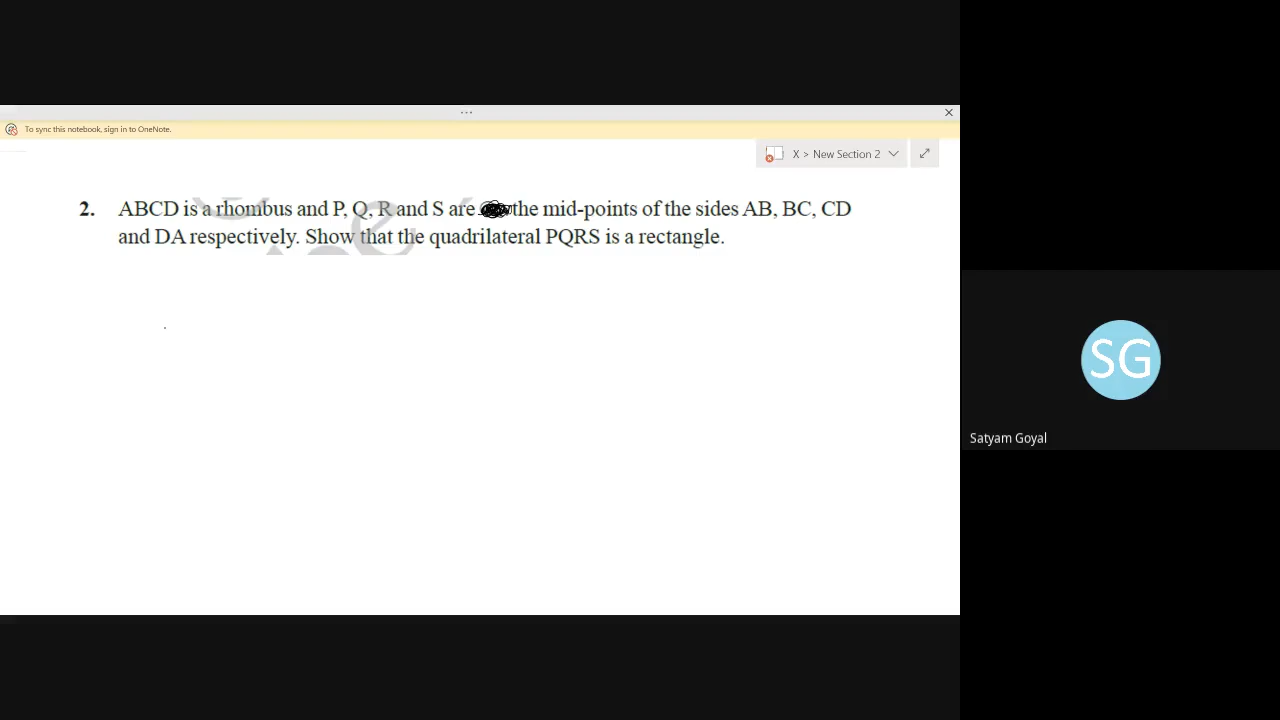 To sync this notebook, sign in to OneNote.
X > New Section 2
2. ABCD is a rhombus and P, Q, R and S are the mid-points of the sides AB, BC, CD
and DA respectively. Show that the quadrilateral PQRS is a rectangle.
SG
Satyam Goyal